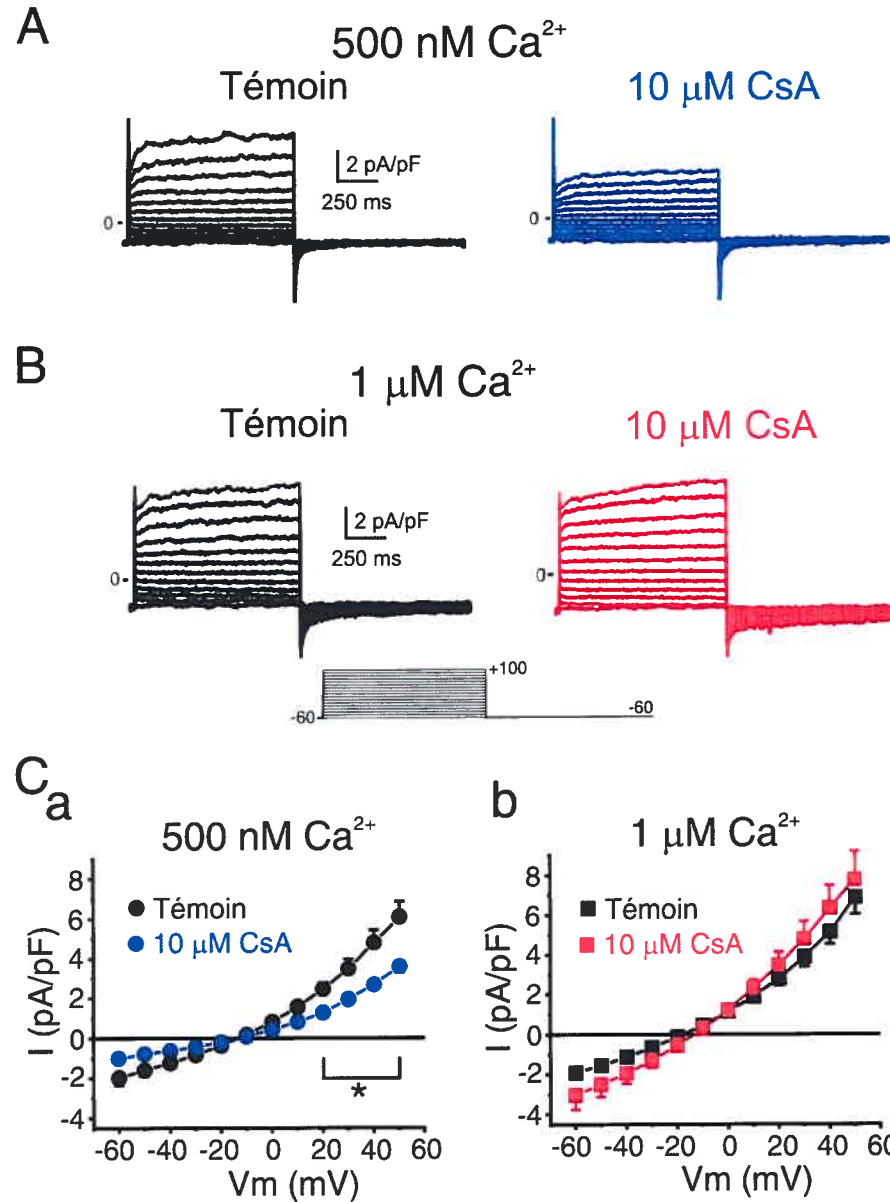 A
500 nM Ca²⁺
Témoin
10 µM CsA
2 pA/pF
250 ms
0
0
B
1 µM Ca²⁺
Témoin
10 µM CsA
2 pA/pF
250 ms
0
0
+100
-60
-60
C
a
500 nM Ca²⁺
8
6
4
2
0
-2
-4
I (pA/pF)
Témoin
10 µM CsA
*
-60 -40 -20 0 20 40 60
Vm (mV)
b
1 µM Ca²⁺
8
6
4
2
0
-2
-4
I (pA/pF)
Témoin
10 µM CsA
-60 -40 -20 0 20 40 60
Vm (mV)